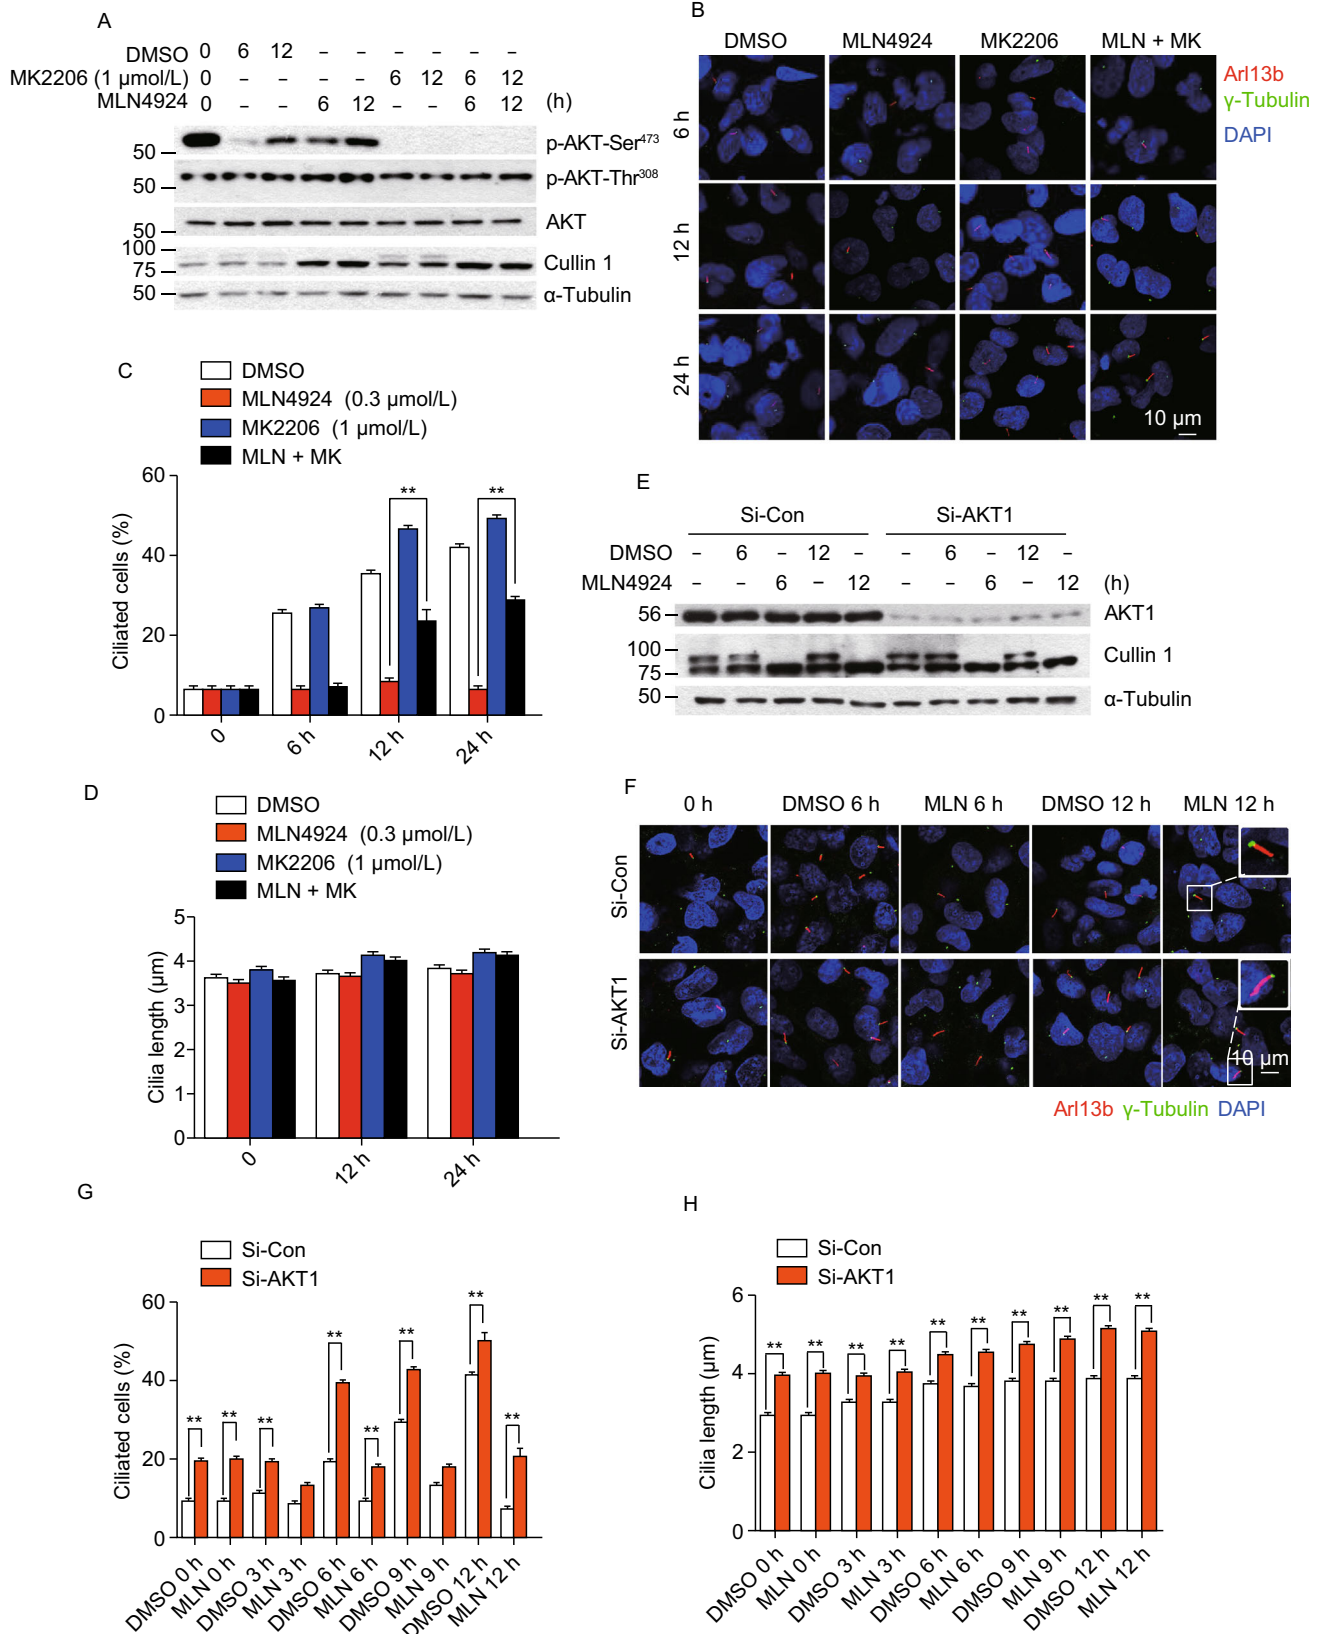 A
DMSO 0 6 12 – – – – – –
MK2206 (1 μmol/L) 0 – – – – 6 12 6 12
MLN4924 0 – – 6 12 – – 6 12 (h)
50 p-AKT-Ser473
50 p-AKT-Thr308
50 AKT
100
75 Cullin 1
50 α-Tubulin
B
DMSO MLN4924 MK2206 MLN + MK
6 h
12 h
24 h
Arl13b
γ-Tubulin
DAPI
10 μm
C
DMSO
MLN4924 (0.3 μmol/L)
MK2206 (1 μmol/L)
MLN + MK
Ciliated cells (%)
60
40
20
0
** **
0 6 h 12 h 24 h
D
DMSO
MLN4924 (0.3 μmol/L)
MK2206 (1 μmol/L)
MLN + MK
Cilia length (μm)
5
4
3
2
1
0
0 12 h 24 h
E
Si-Con Si-AKT1
DMSO – 6 – 12 – – 6 – 12 –
MLN4924 – – 6 – 12 – – 6 – 12 (h)
56 AKT1
100
75 Cullin 1
50 α-Tubulin
F
0 h DMSO 6 h MLN 6 h DMSO 12 h MLN 12 h
Si-Con
Si-AKT1
10 μm
Arl13b γ-Tubulin DAPI
G
Si-Con
Si-AKT1
Ciliated cells (%)
60
40
20
0
** ** ** ** ** ** ** **
DMSO 0 h MLN 0 h DMSO 3 h MLN 3 h DMSO 6 h MLN 6 h DMSO 9 h MLN 9 h DMSO 12 h MLN 12 h
H
Si-Con
Si-AKT1
Cilia length (μm)
6
4
2
0
** ** ** ** ** ** ** ** ** **
DMSO 0 h MLN 0 h DMSO 3 h MLN 3 h DMSO 6 h MLN 6 h DMSO 9 h MLN 9 h DMSO 12 h MLN 12 h